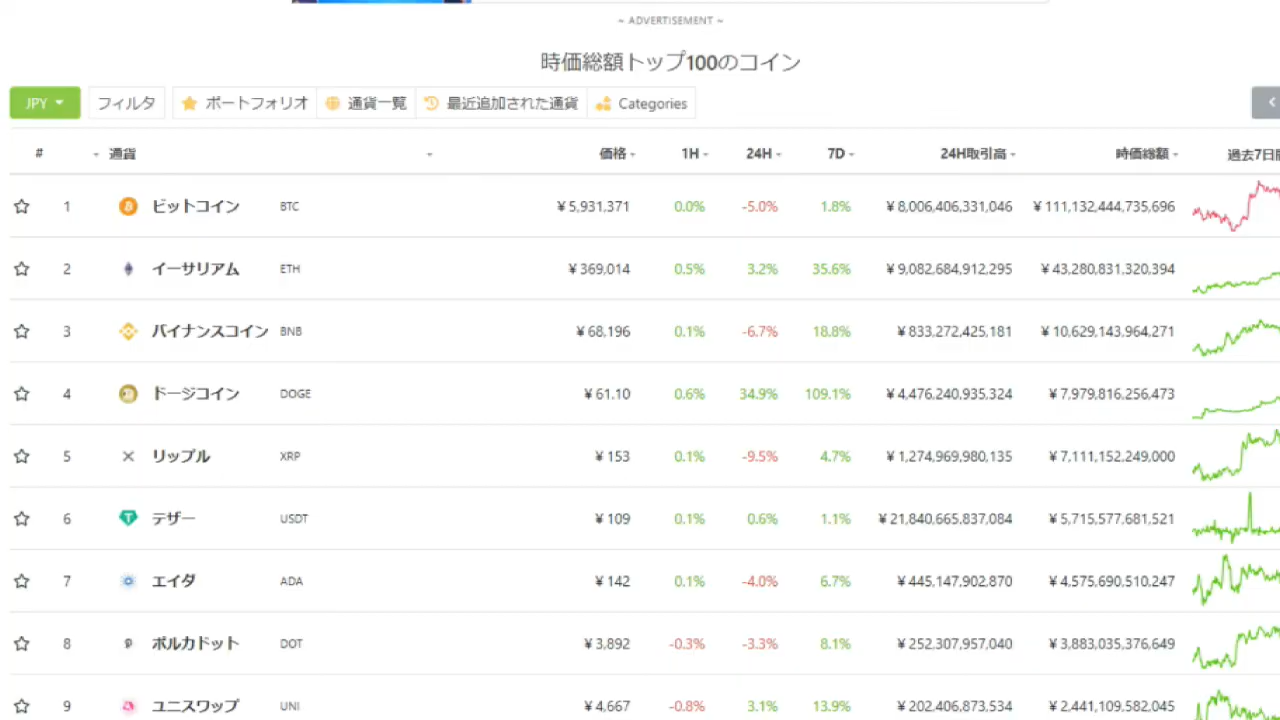 ~ ADVERTISEMENT ~
時価総額トップ100のコイン
JPY フィルタ ポートフォリオ 通貨一覧 最近追加された通貨 Categories
# 通貨 価格 1H 24H 7D 24H取引高 時価総額 過去7日間
1 ビットコイン BTC ¥5,931,371 0.0% -5.0% 1.8% ¥8,006,406,331,046 ¥111,132,444,735,696
2 イーサリアム ETH ¥369,014 0.5% 3.2% 35.6% ¥9,082,684,912,295 ¥43,280,831,320,394
3 バイナンスコイン BNB ¥68,196 0.1% -6.7% 18.8% ¥833,272,425,181 ¥10,629,143,964,271
4 ドージコイン DOGE ¥61.10 0.6% 34.9% 109.1% ¥4,476,240,935,324 ¥7,979,816,256,473
5 リップル XRP ¥153 0.1% -9.5% 4.7% ¥1,274,969,980,135 ¥7,111,152,249,000
6 テザー USDT ¥109 0.1% 0.6% 1.1% ¥21,840,665,837,084 ¥5,715,577,681,521
7 エイダ ADA ¥142 0.1% -4.0% 6.7% ¥445,147,902,870 ¥4,575,690,510,247
8 ポルカドット DOT ¥3,892 -0.3% -3.3% 8.1% ¥252,307,957,040 ¥3,883,035,376,649
9 ユニスワップ UNI ¥4,667 -0.8% 3.1% 13.9% ¥202,406,873,534 ¥2,441,109,582,045